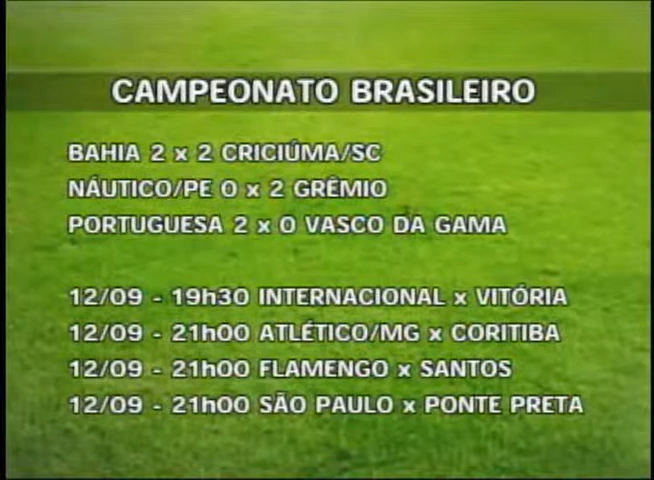 CAMPEONATO BRASILEIRO
BAHIA 2 x 2 CRICIÚMA/SC
NÁUTICO/PE 0 x 2 GRÊMIO
PORTUGUESA 2 x 0 VASCO DA GAMA
12/09 - 19h30 INTERNACIONAL x VITÓRIA
12/09 - 21h00 ATLÉTICO/MG x CORITIBA
12/09 - 21h00 FLAMENGO x SANTOS
12/09 - 21h00 SÃO PAULO x PONTE PRETA